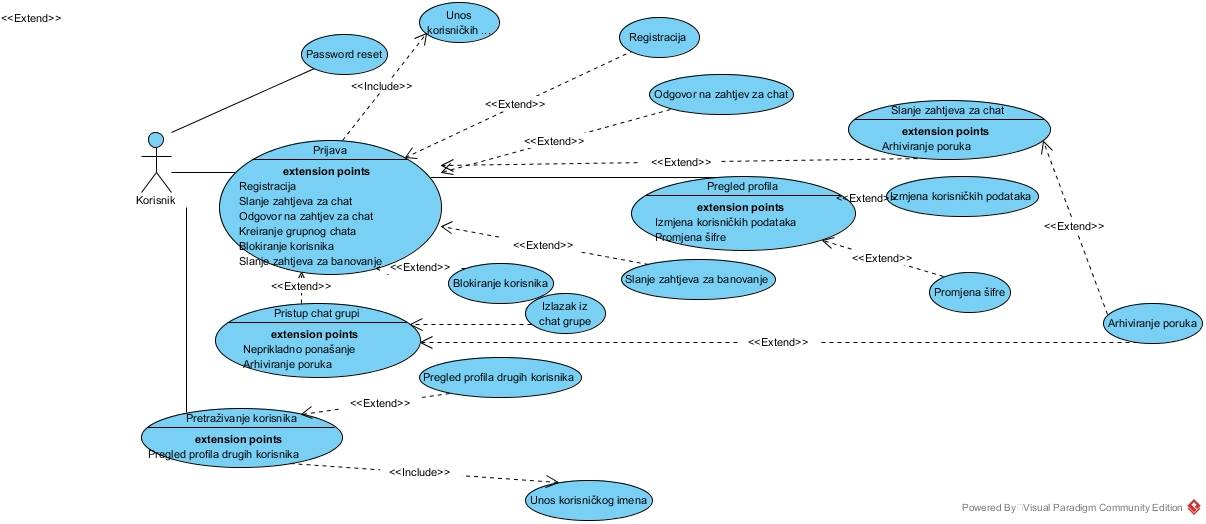 <<Extend>>
Unos
korisničkih ...
Password reset
Registracija
<<Include>>
Odgovor na zahtjev za chat
<<Extend>>
Slanje zahtjeva za chat
extension points
Arhiviranje poruka
<<Extend>>
<<Extend>>
Korisnik
Prijava
extension points
Registracija
Slanje zahtjeva za chat
Odgovor na zahtjev za chat
Kreiranje grupnog chata
Blokiranje korisnika
Slanje zahtjeva za banovanje
Pregled profila
extension points
Izmjena korisničkih podataka
Promjena šifre
<<Extend>>
Izmjena korisničkih podataka
<<Extend>>
<<Extend>>
<<Extend>>
<<Extend>>
Blokiranje korisnika
Slanje zahtjeva za banovanje
Promjena šifre
<<Extend>>
Izlazak iz
chat grupe
Pristup chat grupi
extension points
Neprikladno ponašanje
Arhiviranje poruka
Arhiviranje poruka
<<Extend>>
Pregled profila drugih korisnika
<<Extend>>
Pretraživanje korisnika
extension points
Pregled profila drugih korisnika
<<Include>>
Unos korisničkog imena
Powered By Visual Paradigm Community Edition